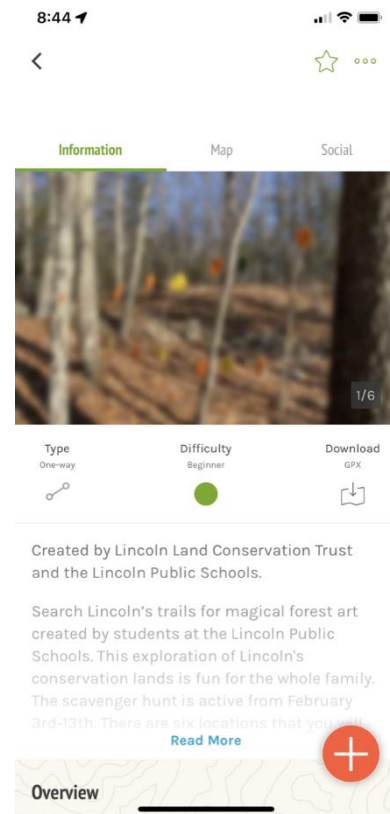 8:44
Information Map Social
1/6
Type Difficulty Download
One-way Beginner GPX
Created by Lincoln Land Conservation Trust
and the Lincoln Public Schools.
Search Lincoln's trails for magical forest art
created by students at the Lincoln Public
Schools. This exploration of Lincoln's
conservation lands is fun for the whole family.
The scavenger hunt is active from February
3rd-13th. There are six locations that you will
Read More
Overview